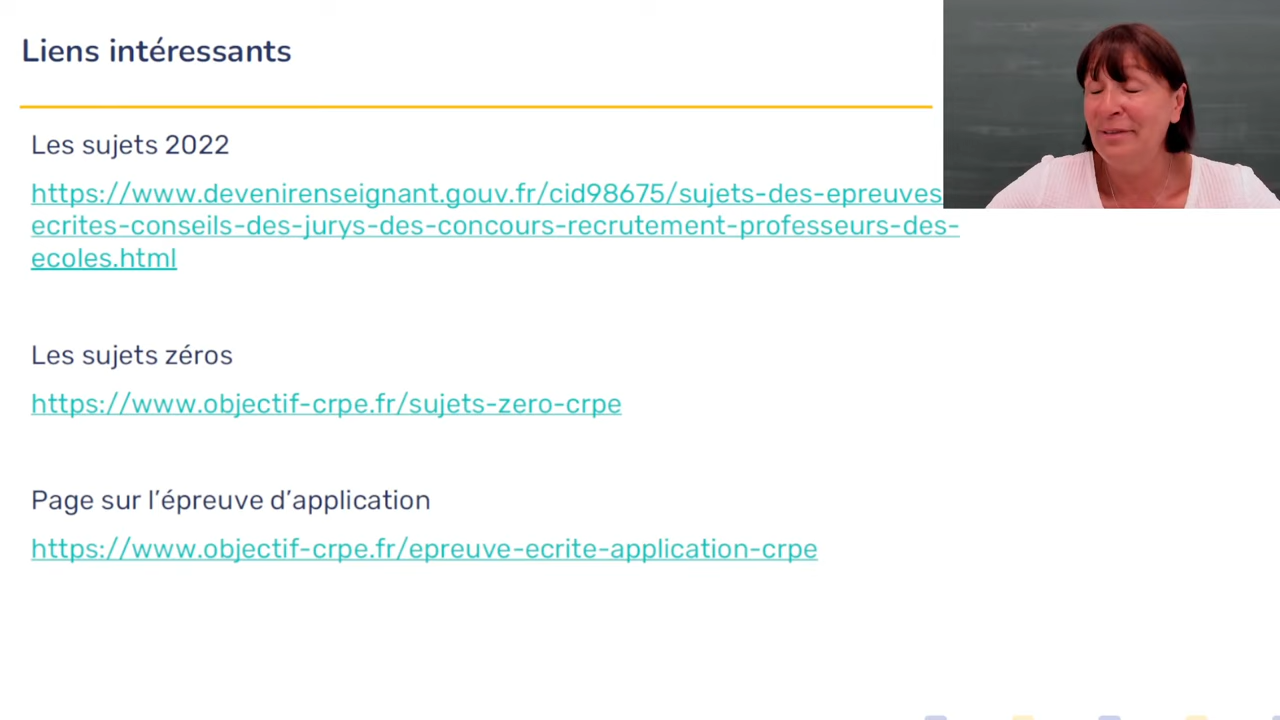 Liens intéressants
Les sujets 2022
https://www.devenirenseignant.gouv.fr/cid98675/sujets-des-epreuves
ecrites-conseils-des-jurys-des-concours-recrutement-professeurs-des-
ecoles.html
Les sujets zéros
https://www.objectif-crpe.fr/sujets-zero-crpe
Page sur l’épreuve d’application
https://www.objectif-crpe.fr/epreuve-ecrite-application-crpe